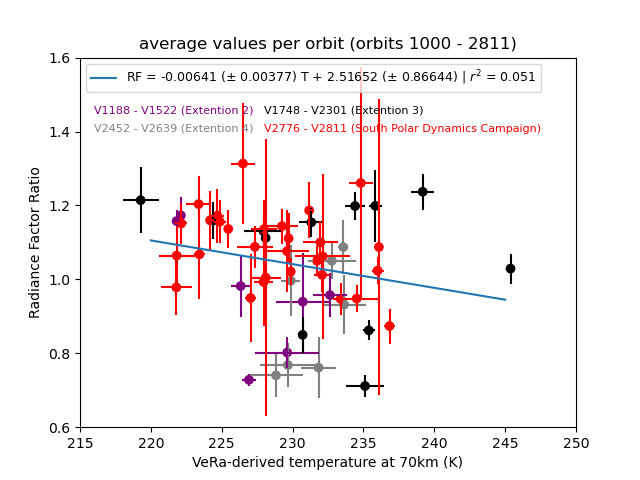 average values per orbit (orbits 1000 - 2811)
RF = -0.00641 (± 0.00377) T + 2.51652 (± 0.86644) | r² = 0.051
V1188 - V1522 (Extention 2) V1748 - V2301 (Extention 3)
V2452 - V2639 (Extention 4) V2776 - V2811 (South Polar Dynamics Campaign)
Radiance Factor Ratio
1.6
1.4
1.2
1.0
0.8
0.6
215 220 225 230 235 240 245 250
VeRa-derived temperature at 70km (K)